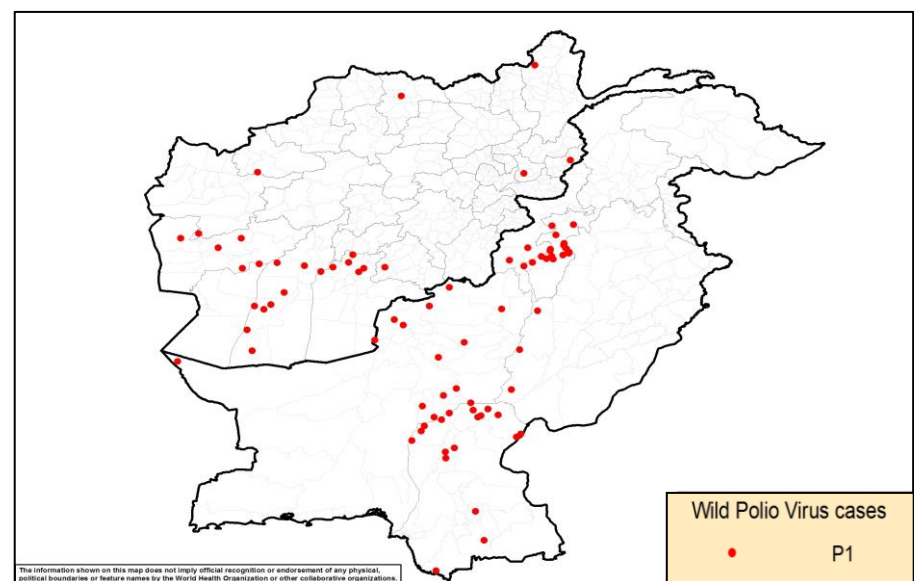 Wild Polio Virus cases
P1
The information shown on this map does not imply official recognition or endorsement of any physical,
political boundaries or feature names by the World Health Organization or other collaborative organizations.